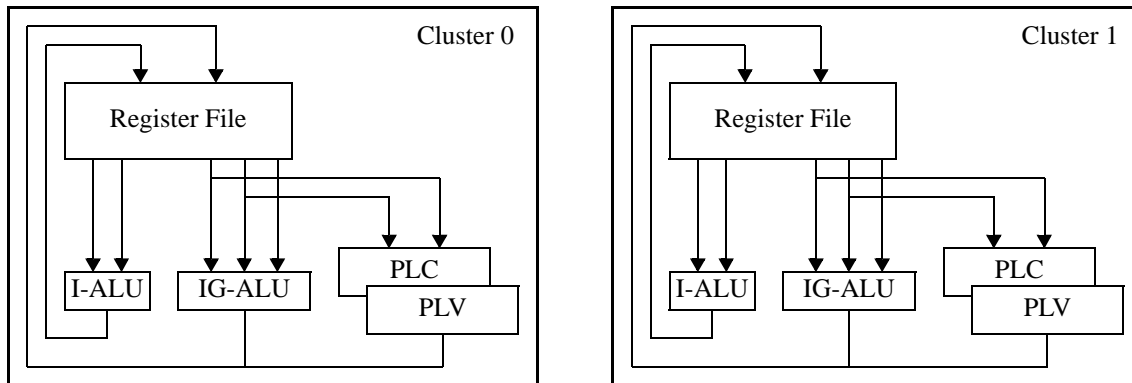 Cluster 0
Register File
I-ALU
IG-ALU
PLC
PLV
Cluster 1
Register File
I-ALU
IG-ALU
PLC
PLV